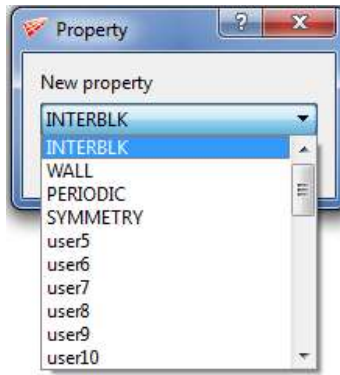 Property
?
New property
INTERBLK
INTERBLK
WALL
PERIODIC
SYMMETRY
user5
user6
user7
user8
user9
user10